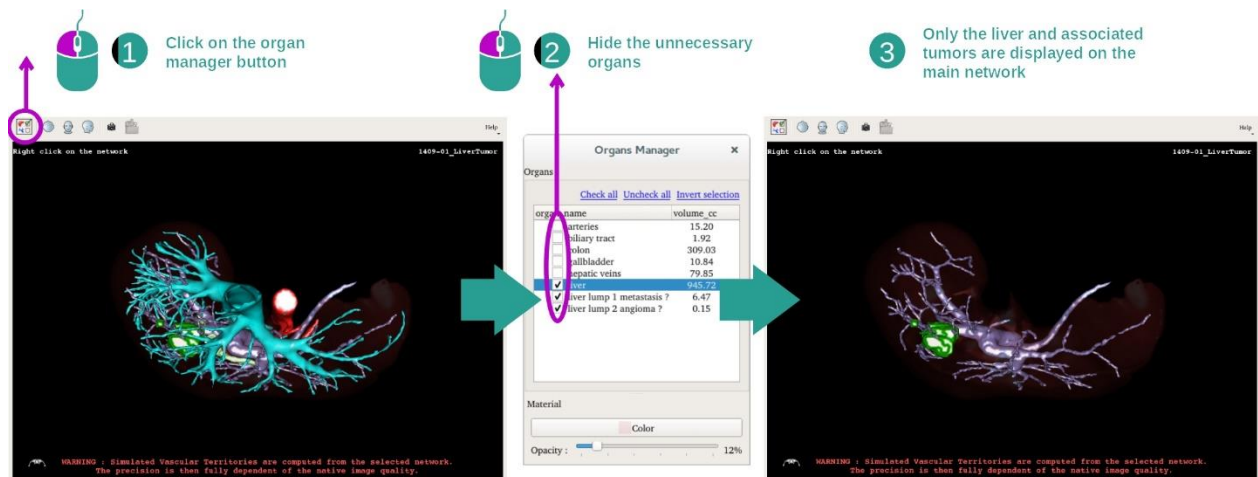 1
Click on the organ
manager button
2
Hide the unnecessary
organs
3
Only the liver and associated
tumors are displayed on the
main network
Help
Right click on the network
1409-01_LiverTumor
WARNING : Simulated Vascular Territories are computed from the selected network.
The precision is then fully dependent of the native image quality.
Organs Manager
Organs
Check all Uncheck all Invert selection
name volume_cc
arteries 15.20
biliary tract 1.92
colon 309.03
gallbladder 10.84
hepatic veins 79.85
liver 945.72
liver lump 1 metastasis ? 6.47
liver lump 2 angioma ? 0.15
Material
Color
Opacity : 12%
Help
Right click on the network
1409-01_LiverTumor
WARNING : Simulated Vascular Territories are computed from the selected network.
The precision is then fully dependent of the native image quality.